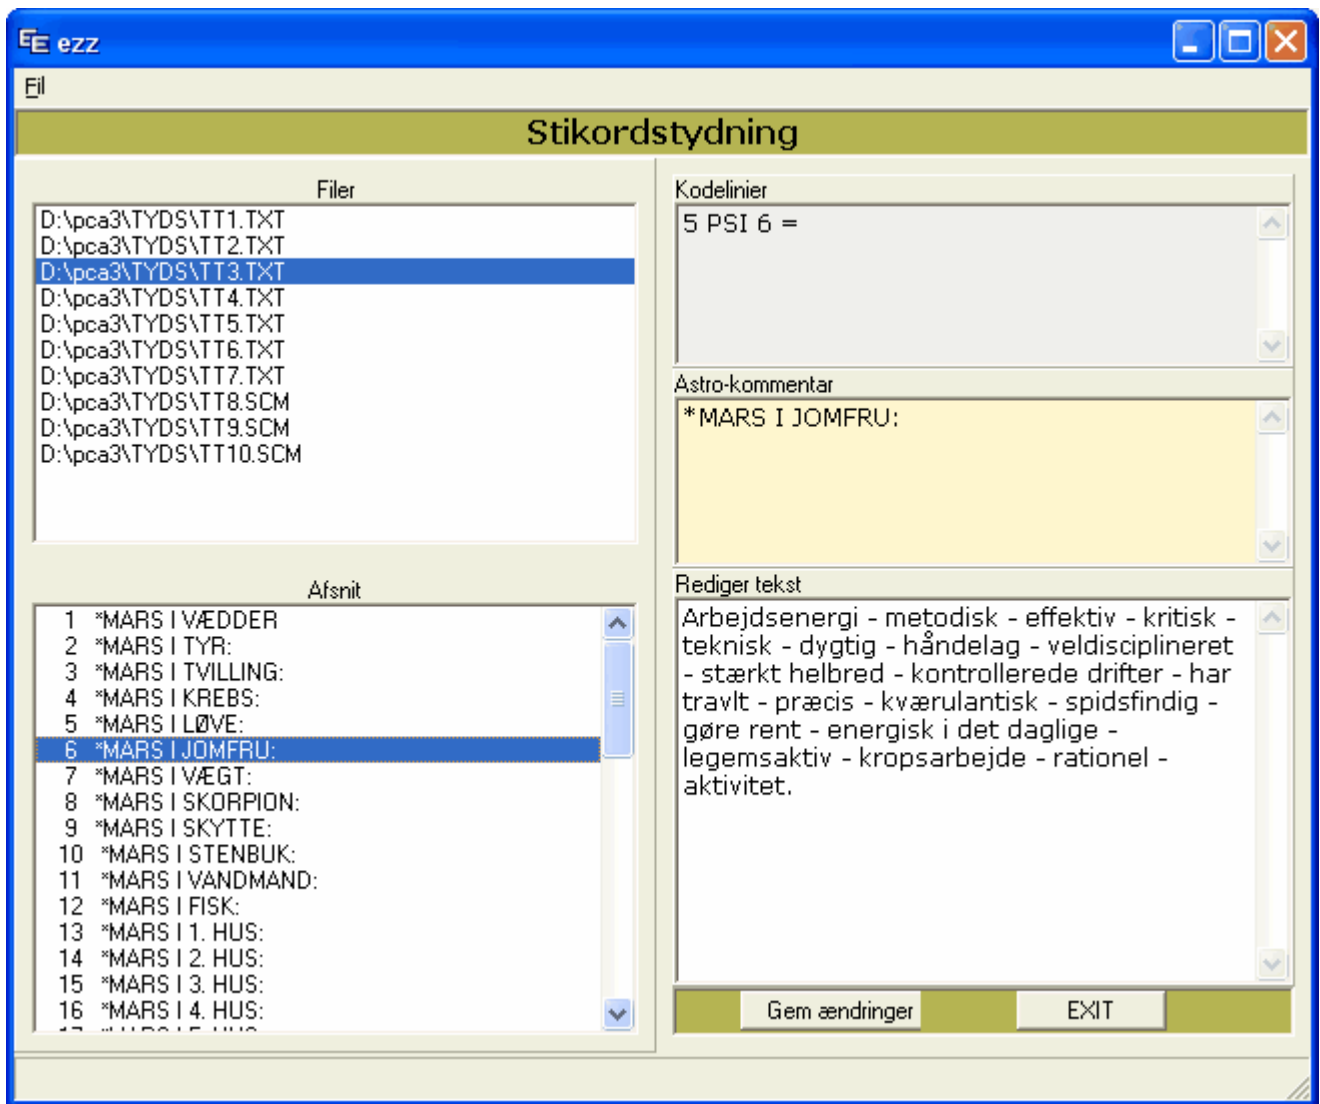 EE ezz
Fil
Stikordstydning
Filer
D:\pca3\TYDS\TT1.TXT
D:\pca3\TYDS\TT2.TXT
D:\pca3\TYDS\TT3.TXT
D:\pca3\TYDS\TT4.TXT
D:\pca3\TYDS\TT5.TXT
D:\pca3\TYDS\TT6.TXT
D:\pca3\TYDS\TT7.TXT
D:\pca3\TYDS\TT8.SCM
D:\pca3\TYDS\TT9.SCM
D:\pca3\TYDS\TT10.SCM
Afsnit
1 *MARS I VÆDDER
2 *MARS I TYR:
3 *MARS I TVILLING:
4 *MARS I KREBS:
5 *MARS I LØVE:
6 *MARS I JOMFRU:
7 *MARS I VÆGT:
8 *MARS I SKORPION:
9 *MARS I SKYTTE:
10 *MARS I STENBUK:
11 *MARS I VANDMAND:
12 *MARS I FISK:
13 *MARS I 1. HUS:
14 *MARS I 2. HUS:
15 *MARS I 3. HUS:
16 *MARS I 4. HUS:
Kodelinier
5 PSI 6 =
Astro-kommentar
*MARS I JOMFRU:
Rediger tekst
Arbejdsenergi - metodisk - effektiv - kritisk -
teknisk - dygtig - håndelag - veldisciplineret
- stærkt helbred - kontrollerede drifter - har
travlt - præcis - kværulantisk - spidsfindig -
gøre rent - energisk i det daglige -
legemsaktiv - kropsarbejde - rationel -
aktivitet.
Gem ændringer
EXIT